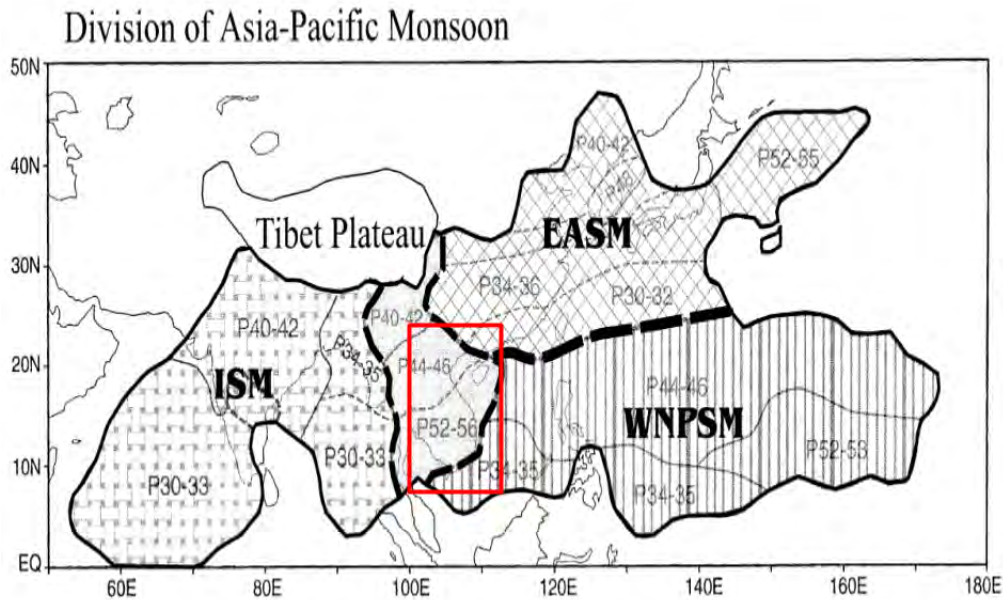 Division of Asia-Pacific Monsoon
50N
40N
30N
20N
10N
EQ
P40-42
P52-55
Tibet Plateau
EASM
P34-36
P30-32
P40-42
P40-42
P44-46
ISM
P44-46
WNPSM
P52-56
P52-53
P30-33
P30-33
P34-35
P34-35
60E
80E
100E
120E
140E
160E
180E